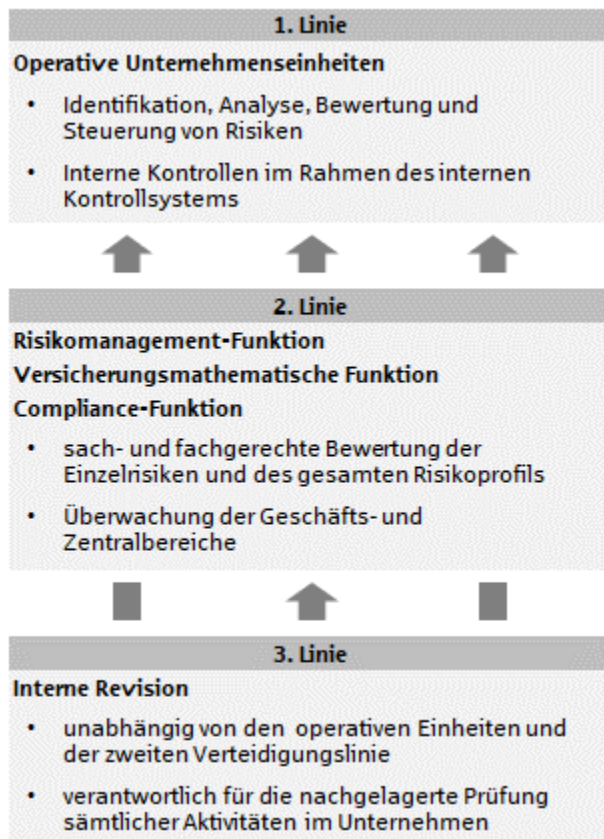 1. Linie
Operative Unternehmenseinheiten
• Identifikation, Analyse, Bewertung und
Steuerung von Risiken
• Interne Kontrollen im Rahmen des internen
Kontrollsystems
2. Linie
Risikomanagement-Funktion
Versicherungsmathematische Funktion
Compliance-Funktion
• sach- und fachgerechte Bewertung der
Einzelrisiken und des gesamten Risikoprofils
• Überwachung der Geschäfts- und
Zentralbereiche
3. Linie
Interne Revision
• unabhängig von den operativen Einheiten und
der zweiten Verteidigungslinie
• verantwortlich für die nachgelagerte Prüfung
sämtlicher Aktivitäten im Unternehmen